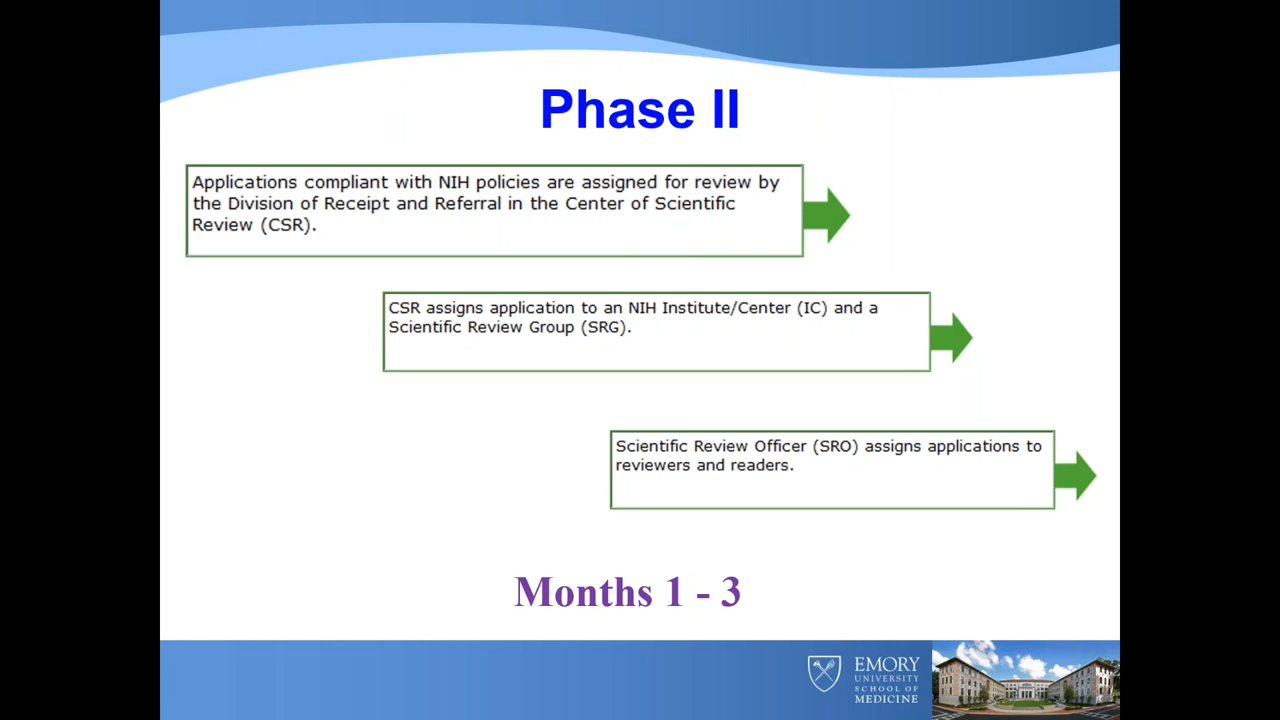 Phase II
Applications compliant with NIH policies are assigned for review by
the Division of Receipt and Referral in the Center of Scientific
Review (CSR).
CSR assigns application to an NIH Institute/Center (IC) and a
Scientific Review Group (SRG).
Scientific Review Officer (SRO) assigns applications to
reviewers and readers.
Months 1 - 3
EMORY
UNIVERSITY
SCHOOL OF
MEDICINE